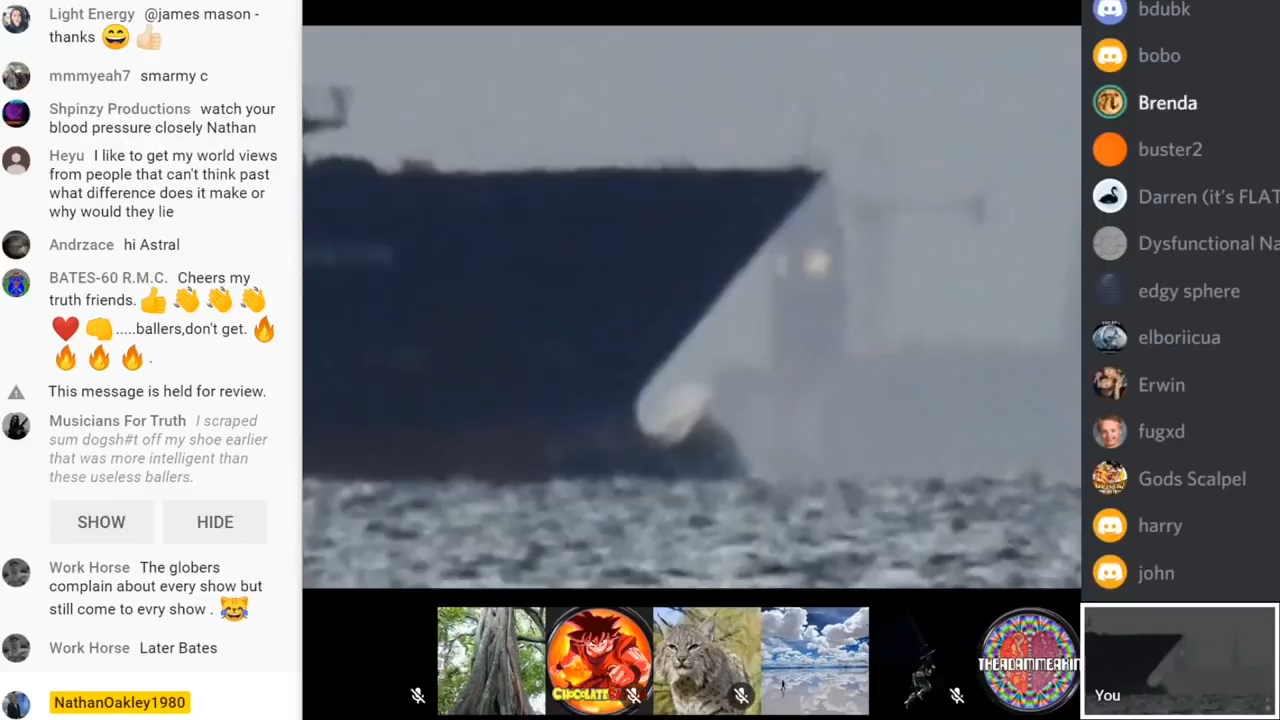 Light Energy @james mason -
thanks 😄 👍🏻
mmmyeah7 smarmy c
Shpinzy Productions watch your
blood pressure closely Nathan
Heyu I like to get my world views
from people that can't think past
what difference does it make or
why would they lie
Andrzace hi Astral
BATES-60 R.M.C. Cheers my
truth friends. 👍 👏 👏 👏
❤️ 👊 .....ballers,don't get. 🔥
🔥 🔥 🔥 .
This message is held for review.
Musicians For Truth I scraped
sum dogsh#t off my shoe earlier
that was more intelligent than
these useless ballers.
SHOW HIDE
Work Horse The globers
complain about every show but
still come to evry show . 😹
Work Horse Later Bates
NathanOakley1980
bdubk
bobo
Brenda
buster2
Darren (it's FLAT
Dysfunctional Na
edgy sphere
elboriicua
Erwin
fugxd
Gods Scalpel
harry
john
CHOCOLATE
THEADAMMEAKIN
You